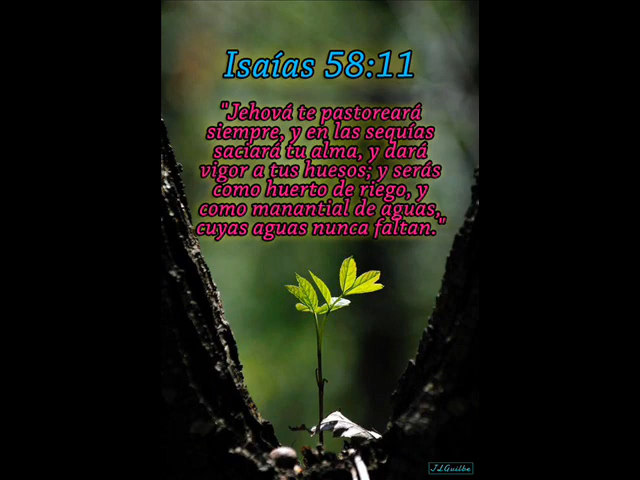 Isaías 58:11
"Jehová te pastoreará
siempre, y en las sequías
saciará tu alma, y dará
vigor a tus huesos; y serás
como huerto de riego, y
como manantial de aguas,
cuyas aguas nunca faltan."
JLGuilbe